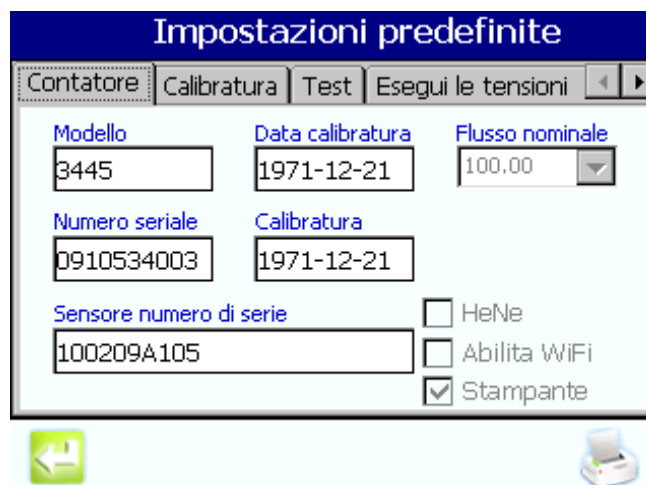 Impostazioni predefinite
Contatore Calibratura Test Esegui le tensioni
Modello Data calibratura Flusso nominale
3445 1971-12-21 100.00
Numero seriale Calibratura
0910534003 1971-12-21
Sensore numero di serie
100209A105
HeNe
Abilita WiFi
Stampante